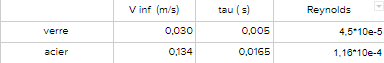 V inf (m/s) tau ( s) Reynolds
verre 0,030 0,005 4,5*10e-5
acier 0,134 0,0165 1,16*10e-4